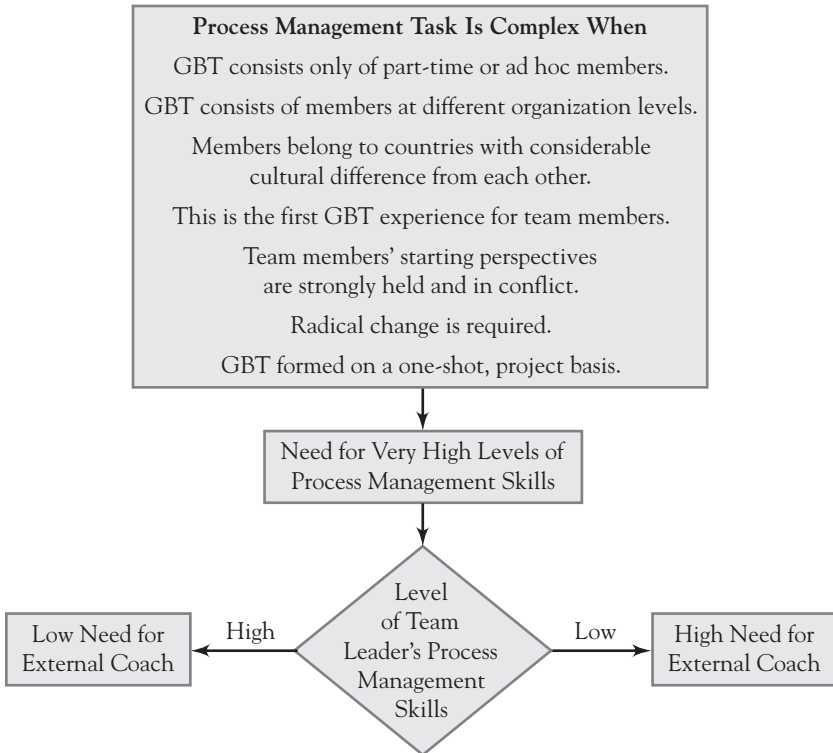 Process Management Task Is Complex When
GBT consists only of part-time or ad hoc members.
GBT consists of members at different organization levels.
Members belong to countries with considerable
cultural difference from each other.
This is the first GBT experience for team members.
Team members’ starting perspectives
are strongly held and in conflict.
Radical change is required.
GBT formed on a one-shot, project basis.
Need for Very High Levels of
Process Management Skills
Level
of Team
Leader’s Process
Management
Skills
High
Low
Low Need for
External Coach
High Need for
External Coach